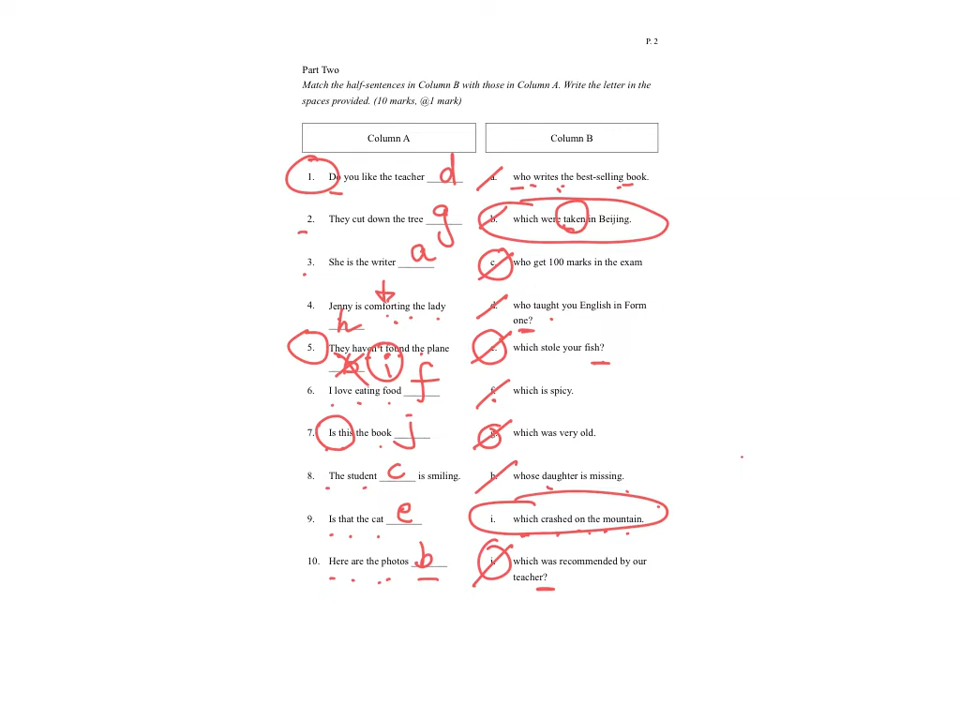 P. 2
Part Two
Match the half-sentences in Column B with those in Column A. Write the letter in the
spaces provided. (10 marks, @1 mark)
Column A
Column B
1. Do you like the teacher d
a. who writes the best-selling book.
2. They cut down the tree g
b. which were taken in Beijing.
3. She is the writer a
c. who get 100 marks in the exam
4. Jenny is comforting the lady
h
d. who taught you English in Form
one?
5. They haven't found the plane
b i
e. which stole your fish?
6. I love eating food f
f. which is spicy.
7. Is this the book j
g. which was very old.
8. The student c is smiling.
h. whose daughter is missing.
9. Is that the cat e
i. which crashed on the mountain.
10. Here are the photos b
j. which was recommended by our
teacher?